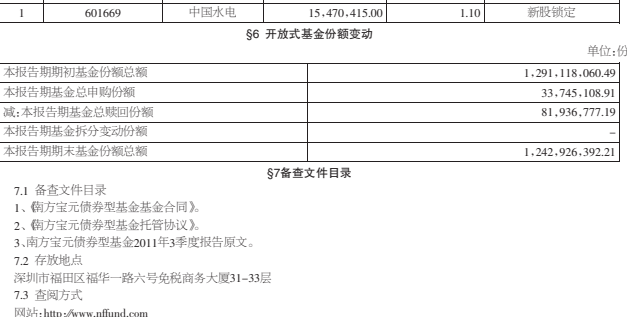 1 601669 中国水电 15,470,415.00 1.10 新股锁定
§6 开放式基金份额变动
单位:份
本报告期期初基金份额总额 1,291,118,060.49
本报告期基金总申购份额 33,745,108.91
减:本报告期基金总赎回份额 81,936,777.19
本报告期基金拆分变动份额 –
本报告期期末基金份额总额 1,242,926,392.21
§7备查文件目录
7.1 备查文件目录
1、《南方宝元债券型基金基金合同》。
2、《南方宝元债券型基金托管协议》。
3、南方宝元债券型基金2011年3季度报告原文。
7.2 存放地点
深圳市福田区福华一路六号免税商务大厦31–33层
7.3 查阅方式
网站:http://www.nffund.com